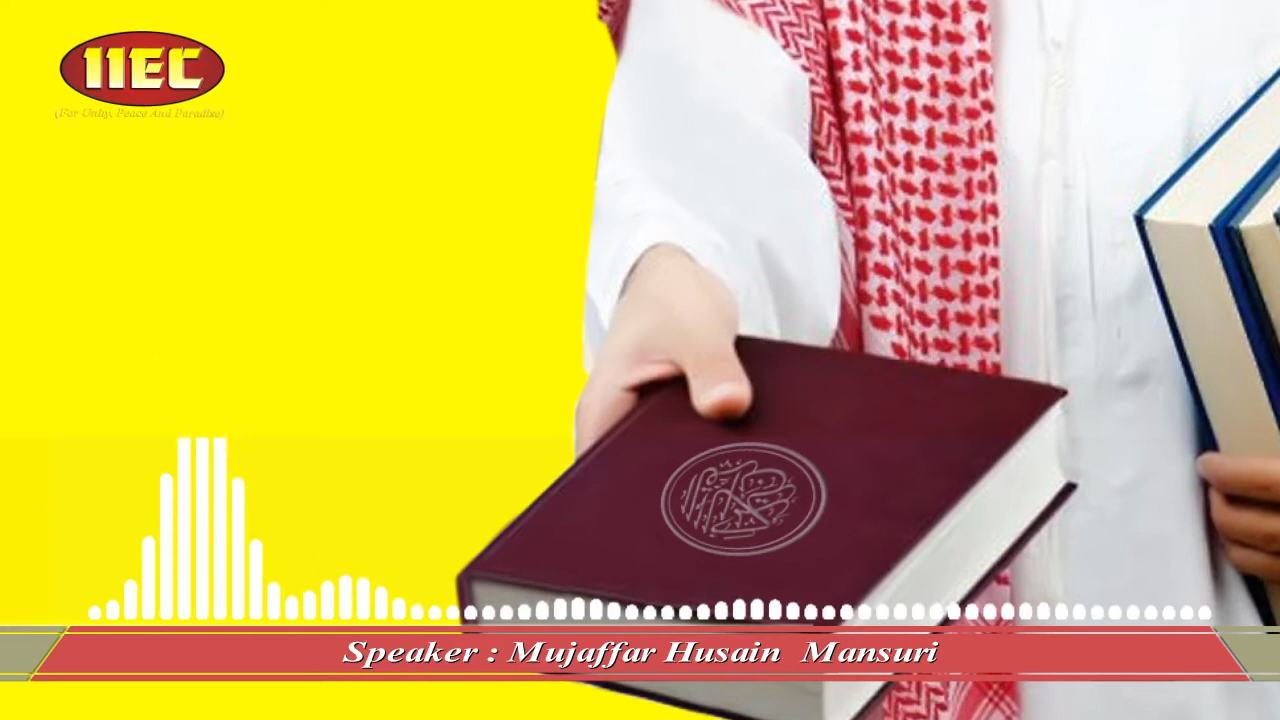 IIEC
(For Unity, Peace And Paradise)
Speaker : Mujaffar Husain Mansuri